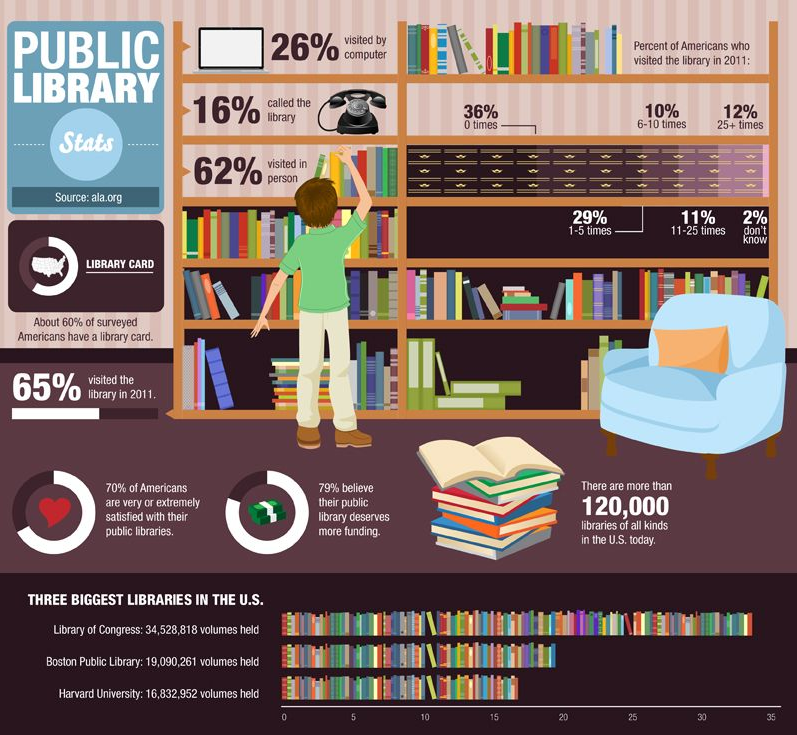 PUBLIC
LIBRARY
Stats
Source: ala.org
LIBRARY CARD
About 60% of surveyed
Americans have a library card.
65% visited the
library in 2011.
26% visited by
computer
16% called the
library
62% visited in
person
Percent of Americans who
visited the library in 2011:
36%
0 times
10%
6-10 times
12%
25+ times
29%
1-5 times
11%
11-25 times
2%
don't
know
70% of Americans
are very or extremely
satisfied with their
public libraries.
79% believe
their public
library deserves
more funding.
There are more than
120,000
libraries of all kinds
in the U.S. today.
THREE BIGGEST LIBRARIES IN THE U.S.
Library of Congress: 34,528,818 volumes held
Boston Public Library: 19,090,261 volumes held
Harvard University: 16,832,952 volumes held
0 5 10 15 20 25 30 35